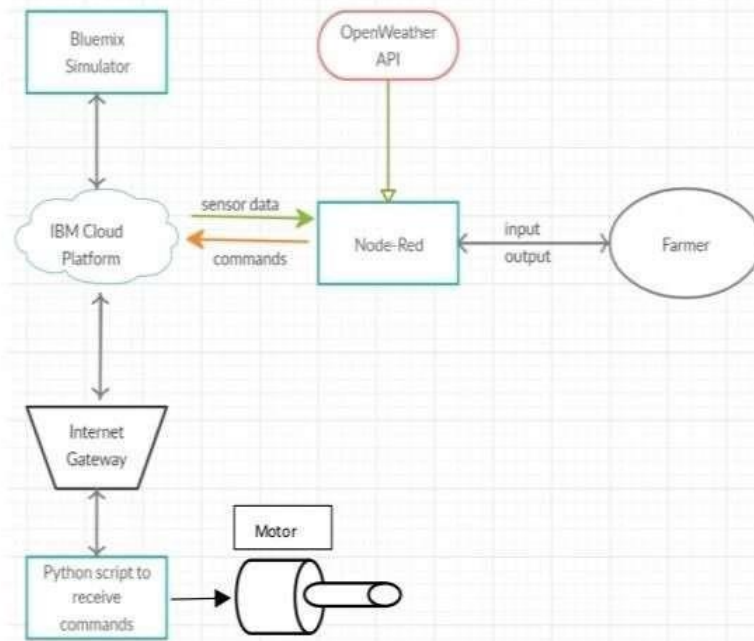 Bluemix
Simulator
OpenWeather
API
IBM Cloud
Platform
sensor data
commands
Node-Red
input
output
Farmer
Internet
Gateway
Motor
Python script to
receive
commands